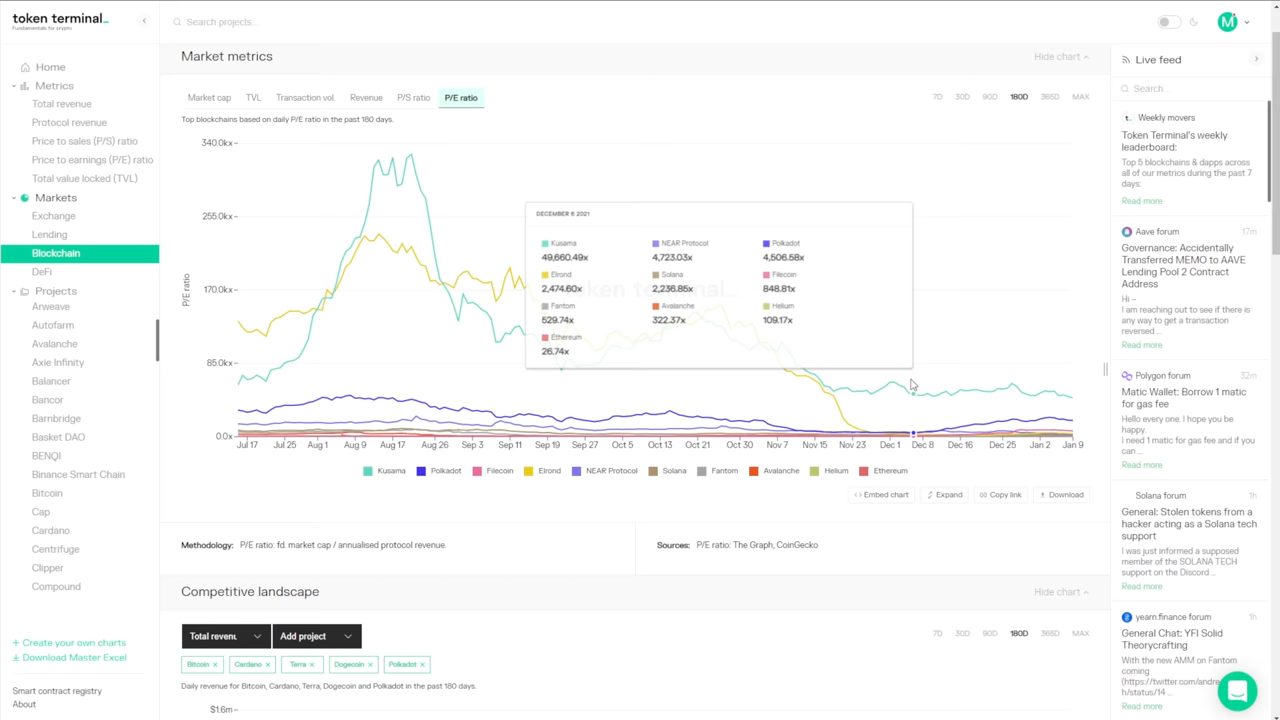 token terminal_
Fundamentals for crypto
Search projects...
M
Home
Metrics
Total revenue
Protocol revenue
Price to sales (P/S) ratio
Price to earnings (P/E) ratio
Total value locked (TVL)
Markets
Exchange
Lending
Blockchain
DeFi
Projects
Arweave
Autofarm
Avalanche
Axie Infinity
Balancer
Bancor
Barnbridge
Basket DAO
BENQI
Binance Smart Chain
Bitcoin
Cap
Cardano
Centrifuge
Clipper
Compound
+ Create your own charts
Download Master Excel
Smart contract registry
About
Market metrics
Hide chart
Market cap TVL Transaction vol. Revenue P/S ratio P/E ratio
7D 30D 90D 180D 365D MAX
Top blockchains based on daily P/E ratio in the past 180 days.
340.0kx
255.0kx
170.0kx
85.0kx
0.0x
P/E ratio
token terminal_
DECEMBER 6 2021
Kusama NEAR Protocol Polkadot
49,660.49x 4,723.03x 4,506.58x
Elrond Solana Filecoin
2,474.60x 2,236.85x 848.81x
Fantom Avalanche Helium
529.74x 322.37x 109.17x
Ethereum
26.74x
Jul 17 Jul 25 Aug 1 Aug 9 Aug 17 Aug 26 Sep 3 Sep 11 Sep 19 Sep 27 Oct 5 Oct 13 Oct 21 Oct 30 Nov 7 Nov 15 Nov 23 Dec 1 Dec 8 Dec 16 Dec 25 Jan 1 Jan 9
Kusama Polkadot Filecoin Elrond NEAR Protocol Solana Fantom Avalanche Helium Ethereum
<> Embed chart Expand Copy link Download
Methodology: P/E ratio: fd. market cap / annualised protocol revenue.
Sources: P/E ratio: The Graph, CoinGecko
Competitive landscape
Hide chart
Total revenu Add project
7D 30D 90D 180D 365D MAX
Bitcoin × Cardano × Terra × Dogecoin × Polkadot ×
Daily revenue for Bitcoin, Cardano, Terra, Dogecoin and Polkadot in the past 180 days.
$1.6m
Live feed
Search...
t. Weekly movers
Token Terminal's weekly
leaderboard:
Top 5 blockchains & dapps across
all of our metrics during the past 7
days:
Read more
Aave forum 17m
Governance: Accidentally
Transferred MEMO to AAVE
Lending Pool 2 Contract
Address
Hi –
I am reaching out to see if there is
any way to get a transaction
reversed ...
Read more
Polygon forum 32m
Matic Wallet: Borrow 1 matic
for gas fee
Hello every one. I hope you be
happy.
I need 1 matic for gas fee and if you
can ...
Read more
Solana forum 1h
General: Stolen tokens from a
hacker acting as a Solana tech
support
I was just informed a supposed
member of the SOLANA TECH
support on the Discord ...
Read more
yearn.finance forum 1h
General Chat: YFI Solid
Theorycrafting
With the new AMM on Fantom
coming
(https://twitter.com/andre
h/status/14 ...
Read more